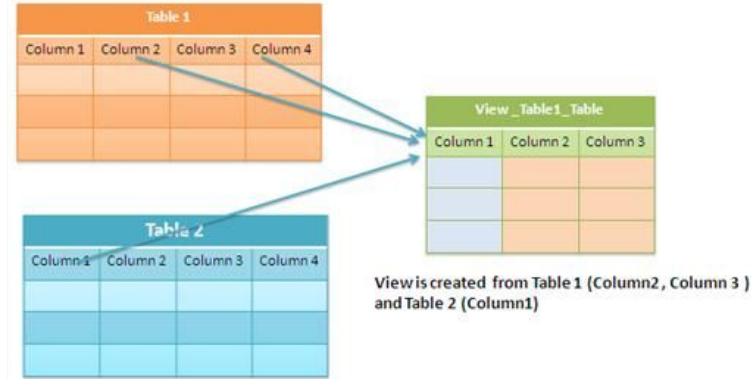 Table 1
Column 1 Column 2 Column 3 Column 4
View _Table1_Table
Column 1 Column 2 Column 3
Table 2
Column 1 Column 2 Column 3 Column 4
View is created from Table 1 (Column2 , Column 3 )
and Table 2 (Column1)